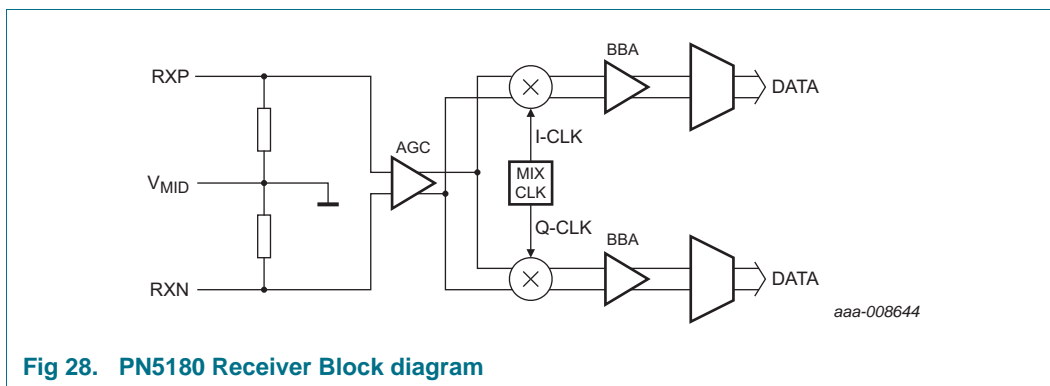 BBA
RXP
DATA
I-CLK
AGC
MIX
CLK
VMID
Q-CLK
BBA
RXN
DATA
aaa-008644
Fig 28. PN5180 Receiver Block diagram